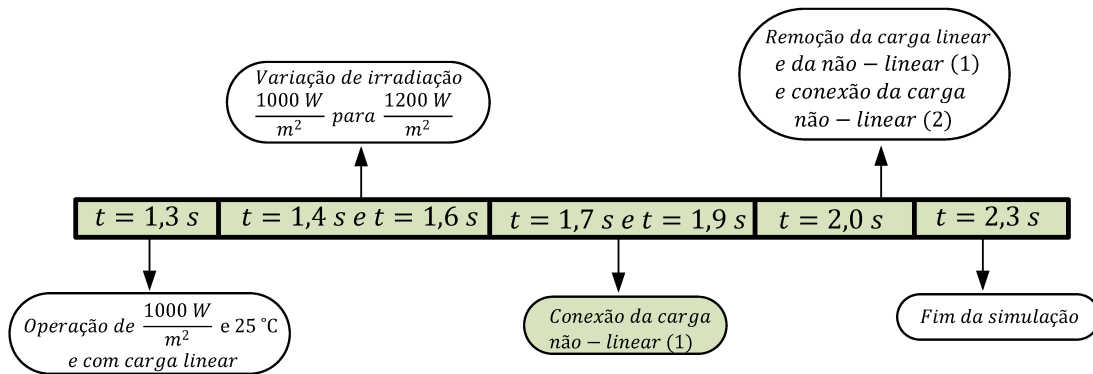 Remoção da carga linear
e da não − linear (1)
e conexão da carga
não − linear (2)
Variação de irradiação
1000 W / m² para 1200 W / m²
t = 1,3 s
t = 1,4 s e t = 1,6 s
t = 1,7 s e t = 1,9 s
t = 2,0 s
t = 2,3 s
Operação de 1000 W / m² e 25 °C
e com carga linear
Conexão da carga
não − linear (1)
Fim da simulação